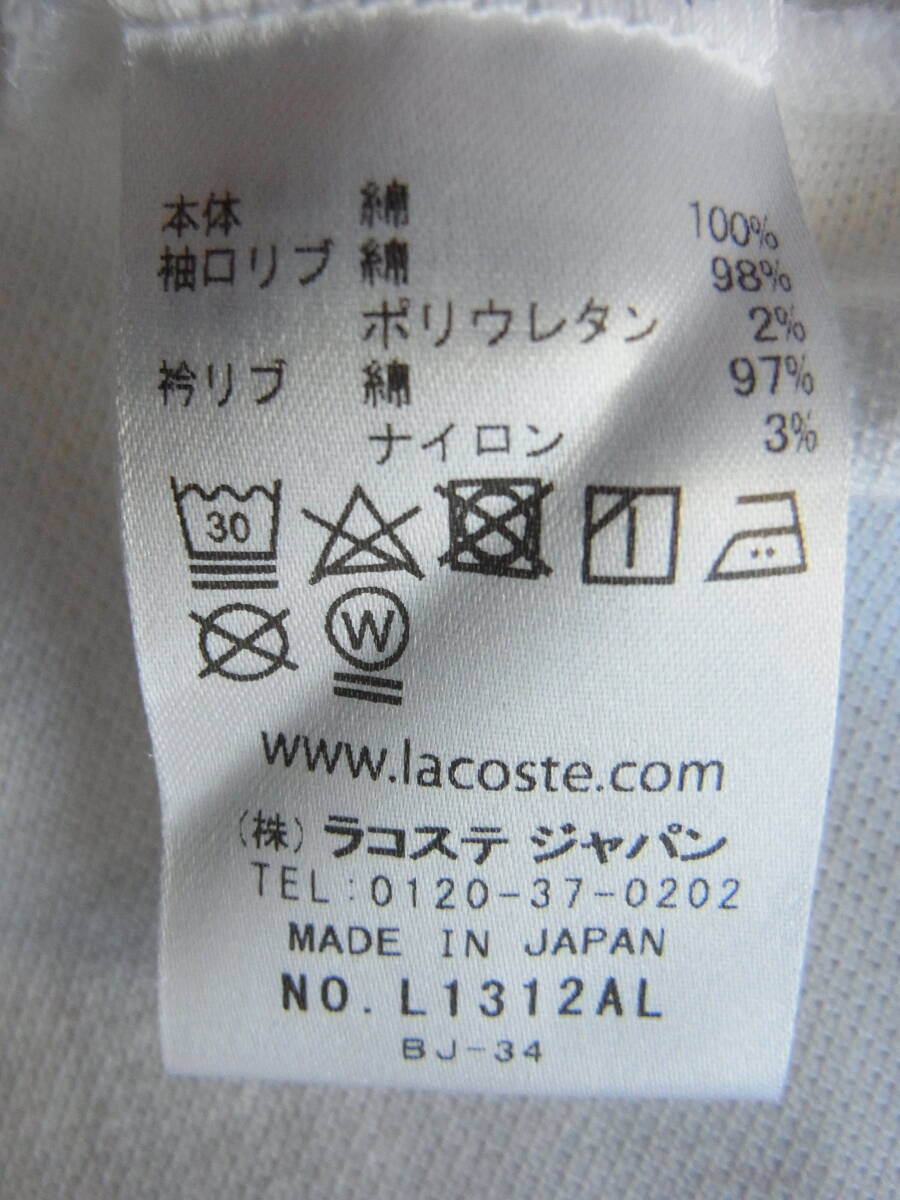 本体 綿 100%
袖口リブ 綿 98%
ポリウレタン 2%
衿リブ 綿 97%
ナイロン 3%
30
W
www.lacoste.com
(株) ラコステ ジャパン
TEL:0120-37-0202
MADE IN JAPAN
NO. L1312AL
BJ-34